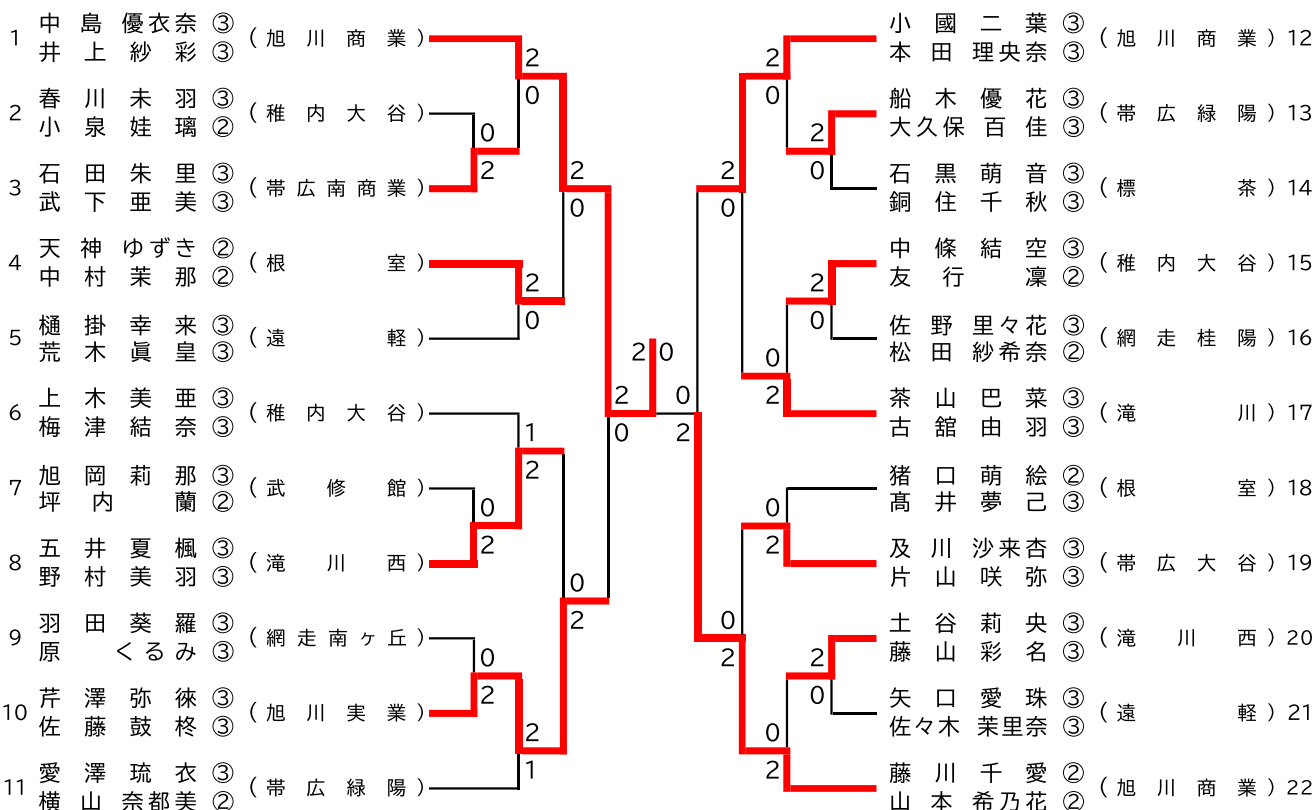 1 中島優衣奈 ③ (旭川商業)
井上紗彩 ③
2 春川未羽 ③ (稚内大谷)
小泉娃璃 ②
3 石田朱里 ③ (帯広南商業)
武下亜美 ③
4 天神ゆずき ② (根室)
中村茉那 ②
5 樋掛幸来 ③ (遠軽)
荒木眞皇 ③
6 上木美亜 ③ (稚内大谷)
梅津結奈 ③
7 旭岡莉那 ③ (武修館)
坪内蘭 ②
8 五井夏楓 ③ (滝川西)
野村美羽 ③
9 羽田葵羅 ③ (網走南ヶ丘)
原くるみ ③
10 芹澤弥徠 ③ (旭川実業)
佐藤鼓柊 ③
11 愛澤琉衣 ③ (帯広緑陽)
横山奈都美 ②
2
0
0
2
2
0
2
0
1
2
0
2
0
2
0
2
2
1
2
0
2 0
0
2
2
0
2
0
2
0
2
0
0
2
0
2
0
2
2
0
0
2
小國二葉 ③ (旭川商業) 12
本田理央奈 ③
船木優花 ③ (帯広緑陽) 13
大久保百佳 ③
石黒萌音 ③ (標茶) 14
銅住千秋 ③
中條結空 ③ (稚内大谷) 15
友行凜 ②
佐野里々花 ③ (網走桂陽) 16
松田紗希奈 ②
茶山巴菜 ③ (滝川) 17
古舘由羽 ③
猪口萌絵 ② (根室) 18
髙井夢己 ③
及川沙来杏 ③ (帯広大谷) 19
片山咲弥 ③
土谷莉央 ③ (滝川西) 20
藤山彩名 ③
矢口愛珠 ③ (遠軽) 21
佐々木茉里奈 ③
藤川千愛 ② (旭川商業) 22
山本希乃花 ②